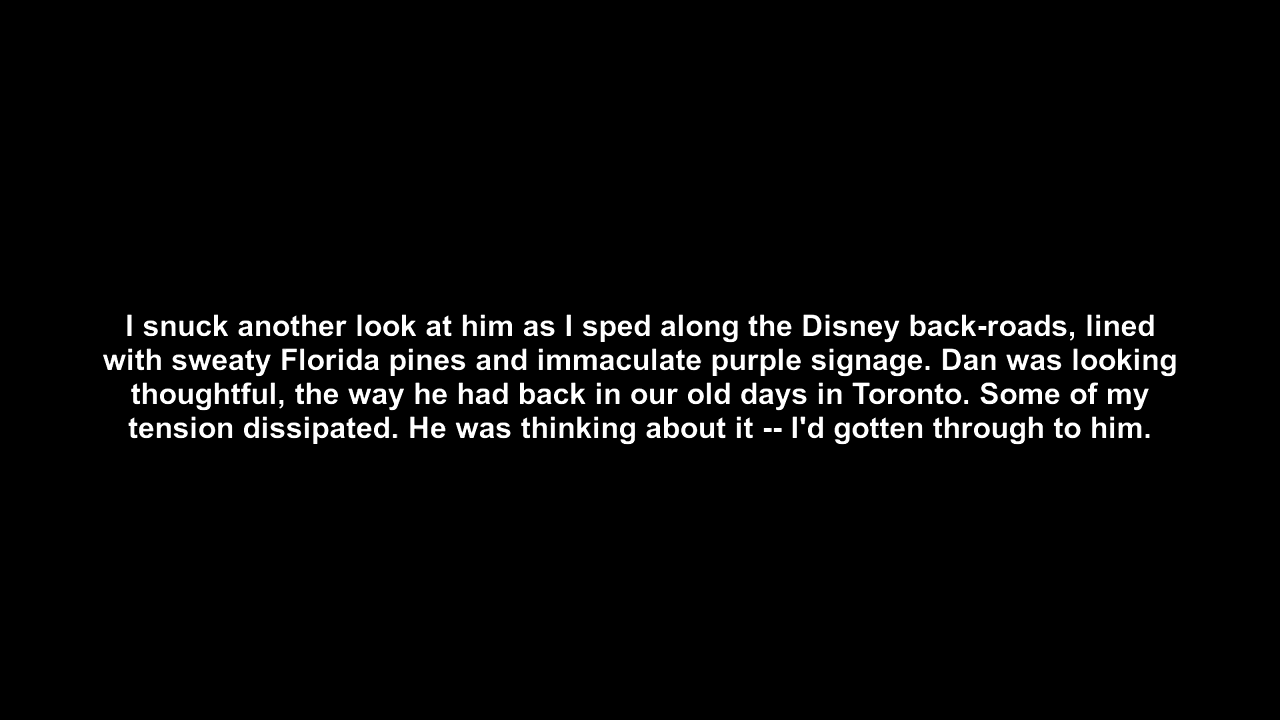 I snuck another look at him as I sped along the Disney back-roads, lined
with sweaty Florida pines and immaculate purple signage. Dan was looking
thoughtful, the way he had back in our old days in Toronto. Some of my
tension dissipated. He was thinking about it -- I'd gotten through to him.